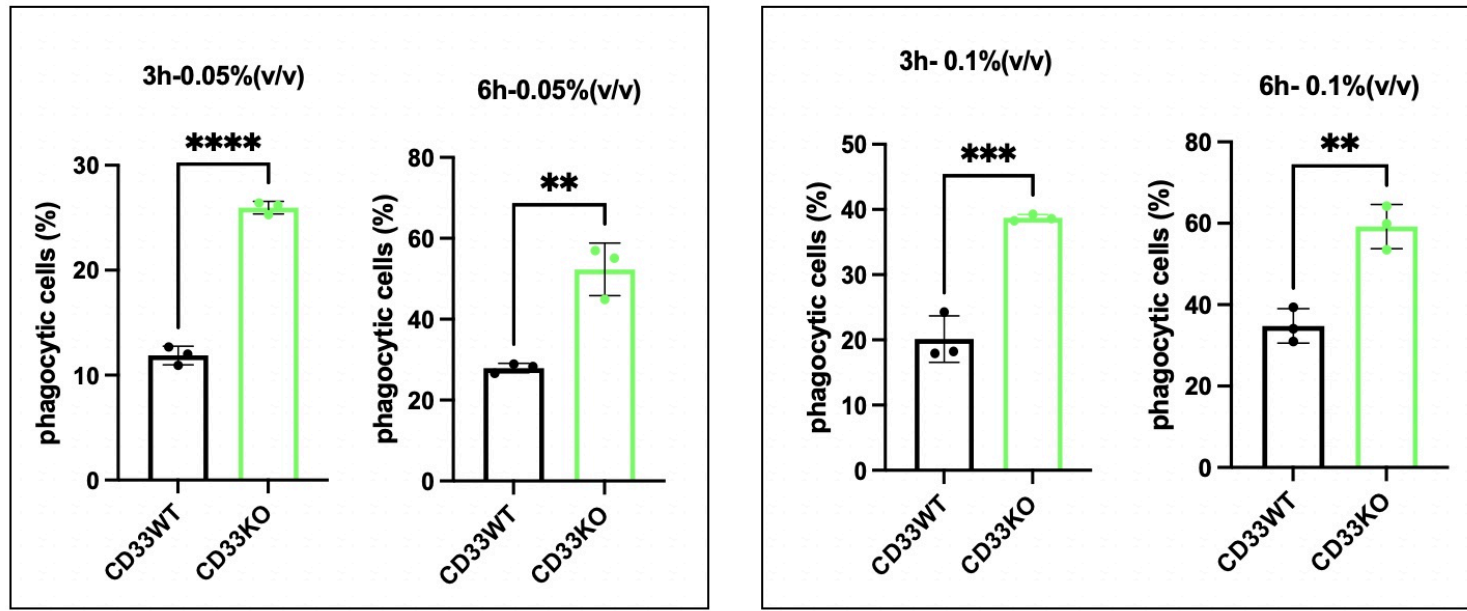 3h-0.05%(v/v)
****
phagocytic cells (%)
30
20
10
0
CD33WT
CD33KO
6h-0.05%(v/v)
**
phagocytic cells (%)
80
60
40
20
0
CD33WT
CD33KO
3h- 0.1%(v/v)
***
phagocytic cells (%)
50
40
30
20
10
0
CD33WT
CD33KO
6h- 0.1%(v/v)
**
phagocytic cells (%)
80
60
40
20
0
CD33WT
CD33KO